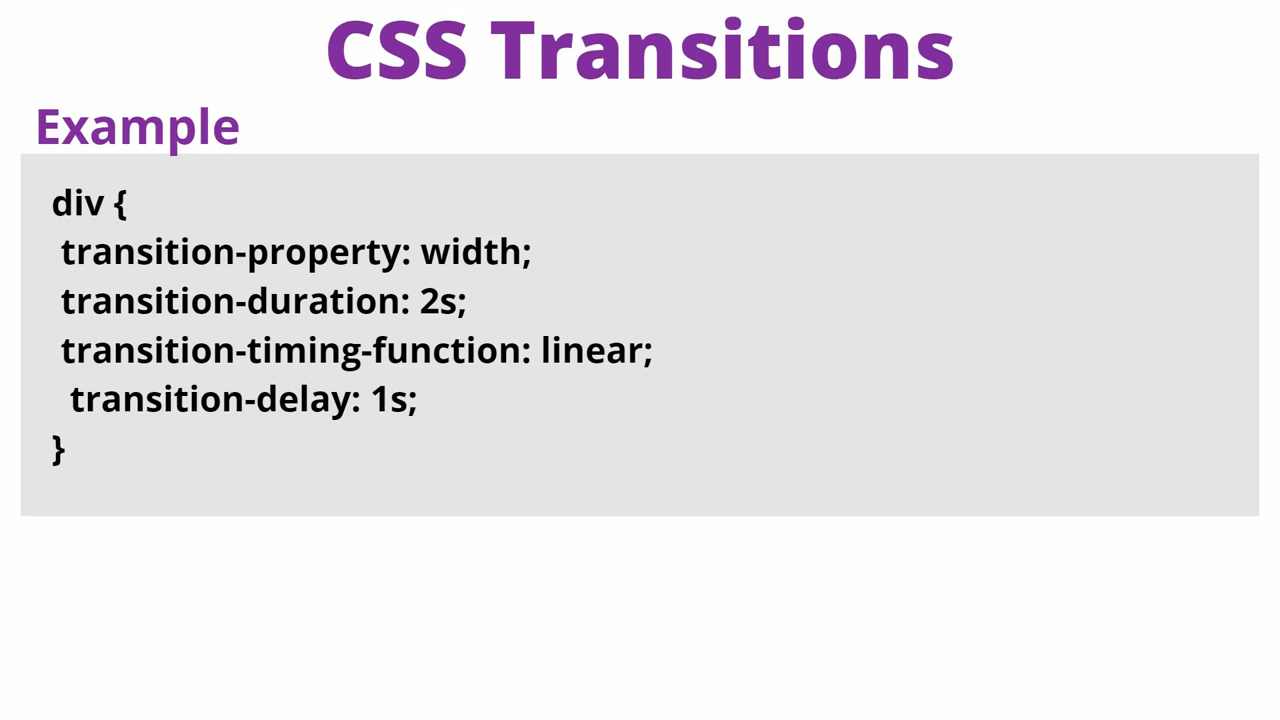 CSS Transitions
Example
div {
transition-property: width;
transition-duration: 2s;
transition-timing-function: linear;
transition-delay: 1s;
}